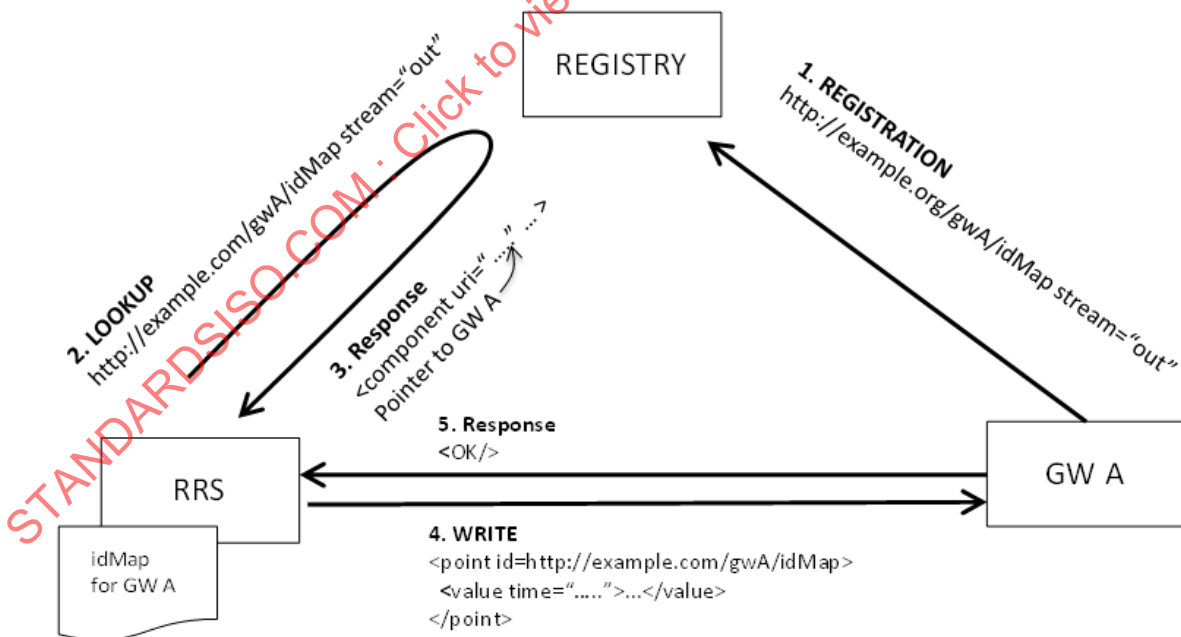 REGISTRY
1. REGISTRATION
http://example.org/gwA/idMap stream=“out”
2. LOOKUP
http://example.com/gwA/idMap stream=“out”
3. Response
<component uri=“ .....” ... >
Pointer to GW A
5. Response
<OK/>
RRS
GW A
idMap
for GW A
4. WRITE
<point id=http://example.com/gwA/idMap>
<value time=“.....”>...</value>
</point>
STANDARDSISO.COM : Click to vie